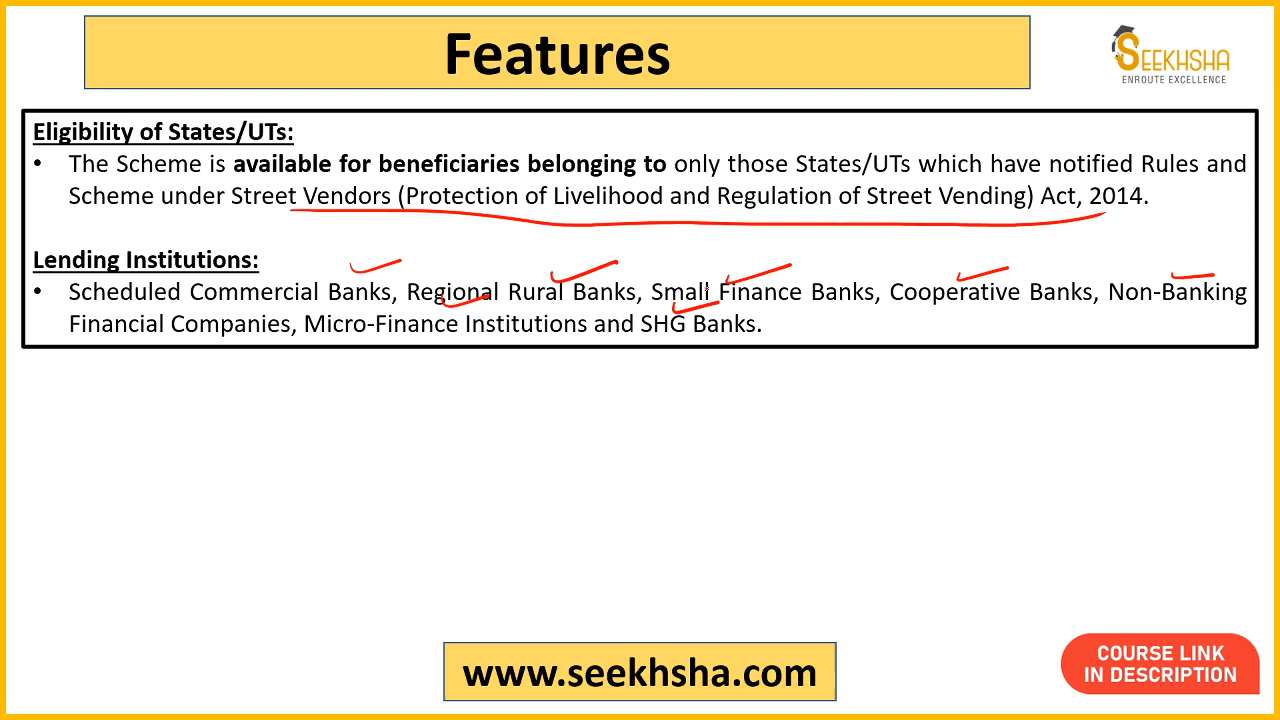 Features
SEEKHSHA
ENROUTE EXCELLENCE
Eligibility of States/UTs:
• The Scheme is available for beneficiaries belonging to only those States/UTs which have notified Rules and
Scheme under Street Vendors (Protection of Livelihood and Regulation of Street Vending) Act, 2014.
Lending Institutions:
• Scheduled Commercial Banks, Regional Rural Banks, Small Finance Banks, Cooperative Banks, Non-Banking
Financial Companies, Micro-Finance Institutions and SHG Banks.
www.seekhsha.com
COURSE LINK
IN DESCRIPTION